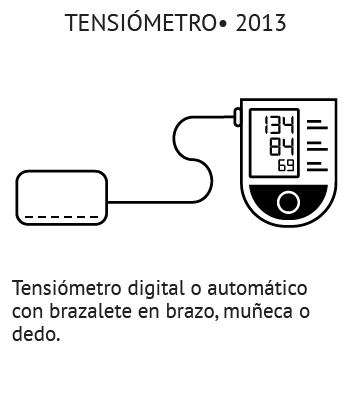 TENSIÓMETRO• 2013
134
84
69
Tensiómetro digital o automático
con brazalete en brazo, muñeca o
dedo.